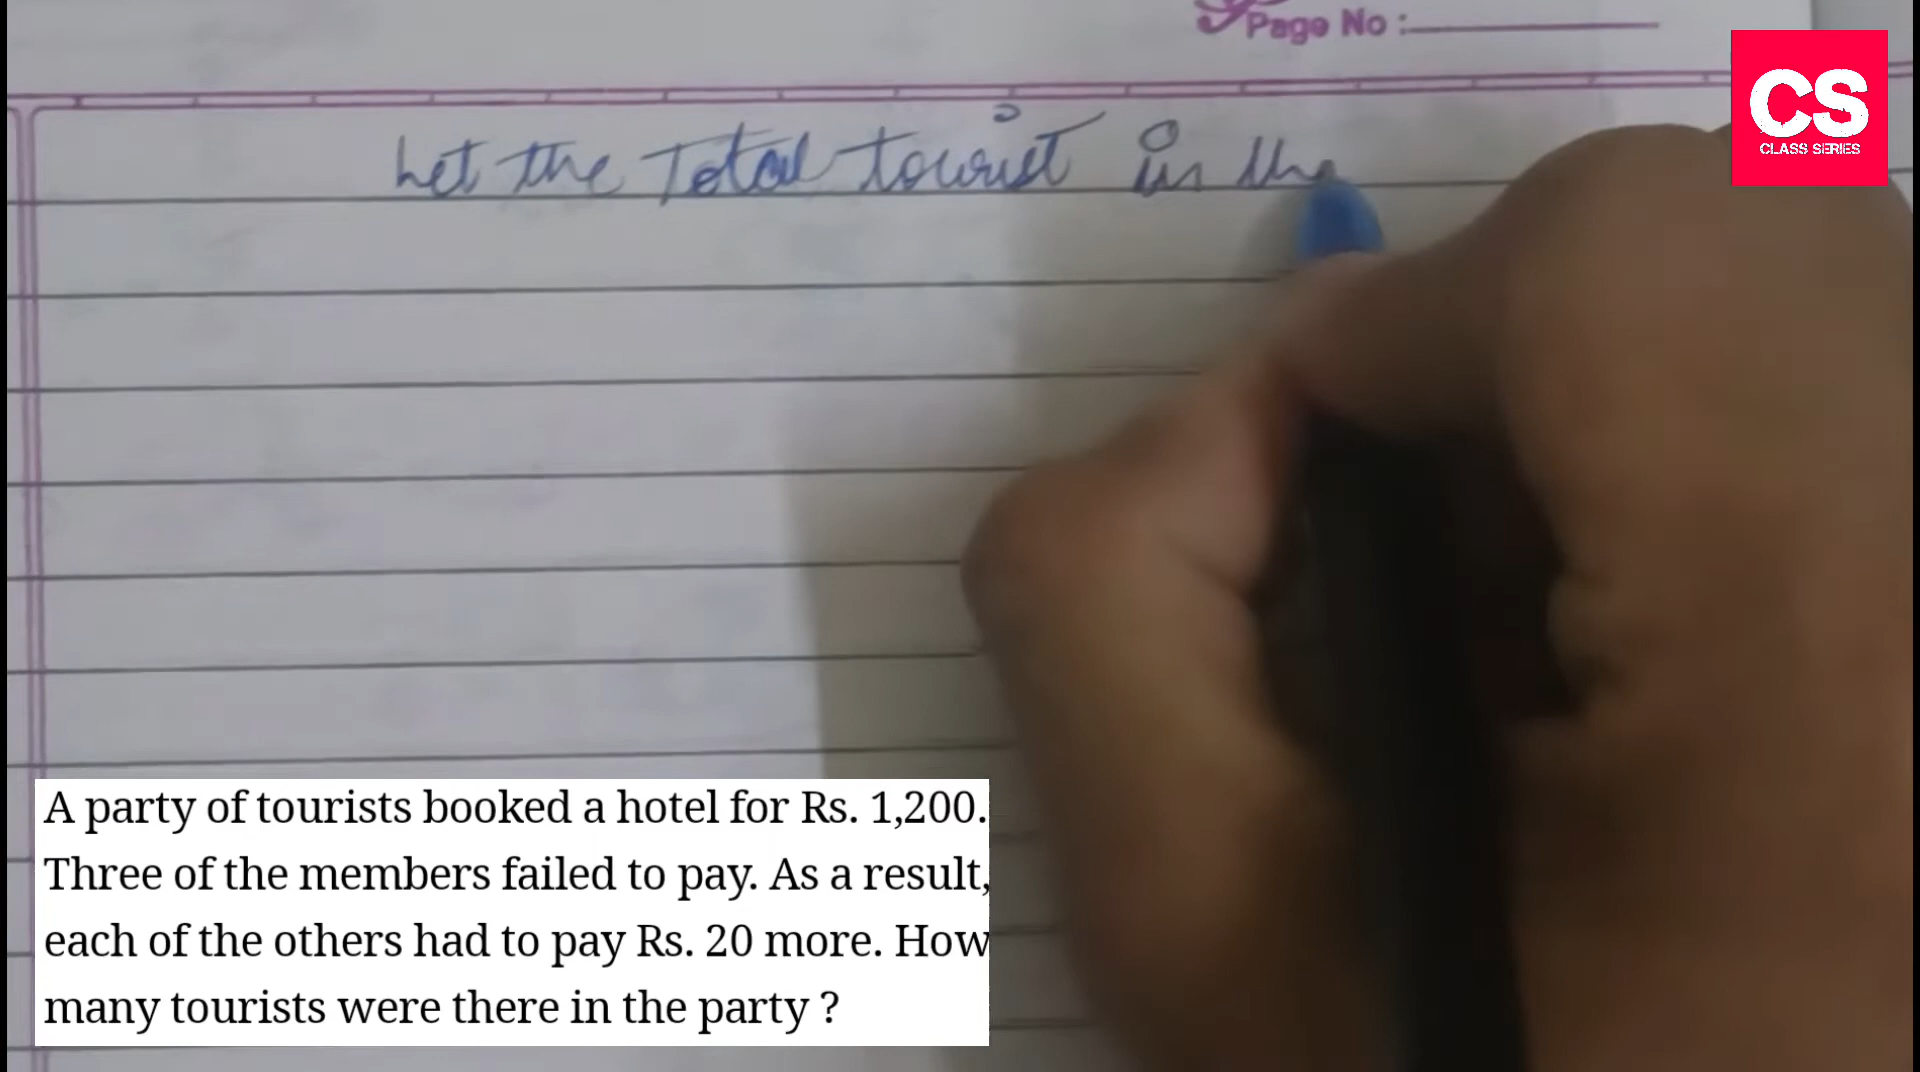 Page No :
CS
CLASS SERIES
Let the Total tourist in the
A party of tourists booked a hotel for Rs. 1,200.
Three of the members failed to pay. As a result,
each of the others had to pay Rs. 20 more. How
many tourists were there in the party ?